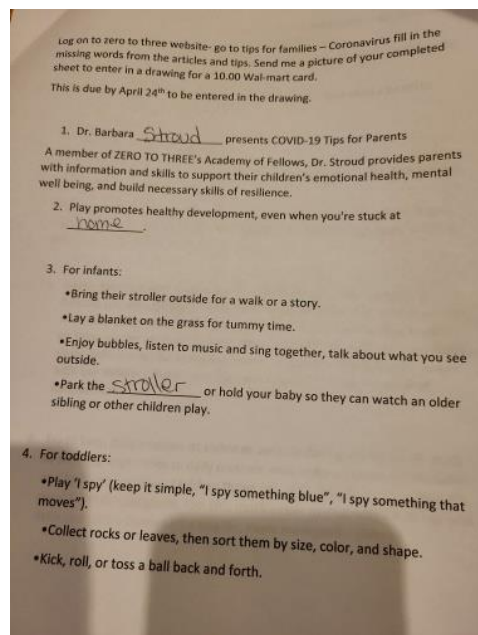 Log on to zero to three website- go to tips for families – Coronavirus fill in the
missing words from the articles and tips. Send me a picture of your completed
sheet to enter in a drawing for a 10.00 Wal-mart card.
This is due by April 24th to be entered in the drawing.
1. Dr. Barbara Stroud presents COVID-19 Tips for Parents
A member of ZERO TO THREE's Academy of Fellows, Dr. Stroud provides parents
with information and skills to support their children's emotional health, mental
well being, and build necessary skills of resilience.
2. Play promotes healthy development, even when you're stuck at
home.
3. For infants:
•Bring their stroller outside for a walk or a story.
•Lay a blanket on the grass for tummy time.
•Enjoy bubbles, listen to music and sing together, talk about what you see
outside.
•Park the stroller or hold your baby so they can watch an older
sibling or other children play.
4. For toddlers:
•Play 'I spy' (keep it simple, "I spy something blue", "I spy something that
moves").
•Collect rocks or leaves, then sort them by size, color, and shape.
•Kick, roll, or toss a ball back and forth.